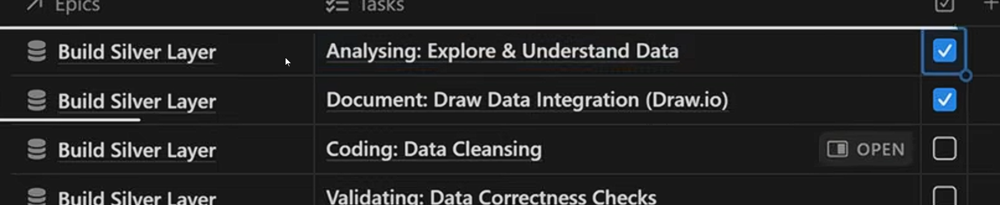 Epics Tasks
Build Silver Layer Analysing: Explore & Understand Data
Build Silver Layer Document: Draw Data Integration (Draw.io)
Build Silver Layer Coding: Data Cleansing OPEN
Build Silver Layer Validating: Data Correctness Checks